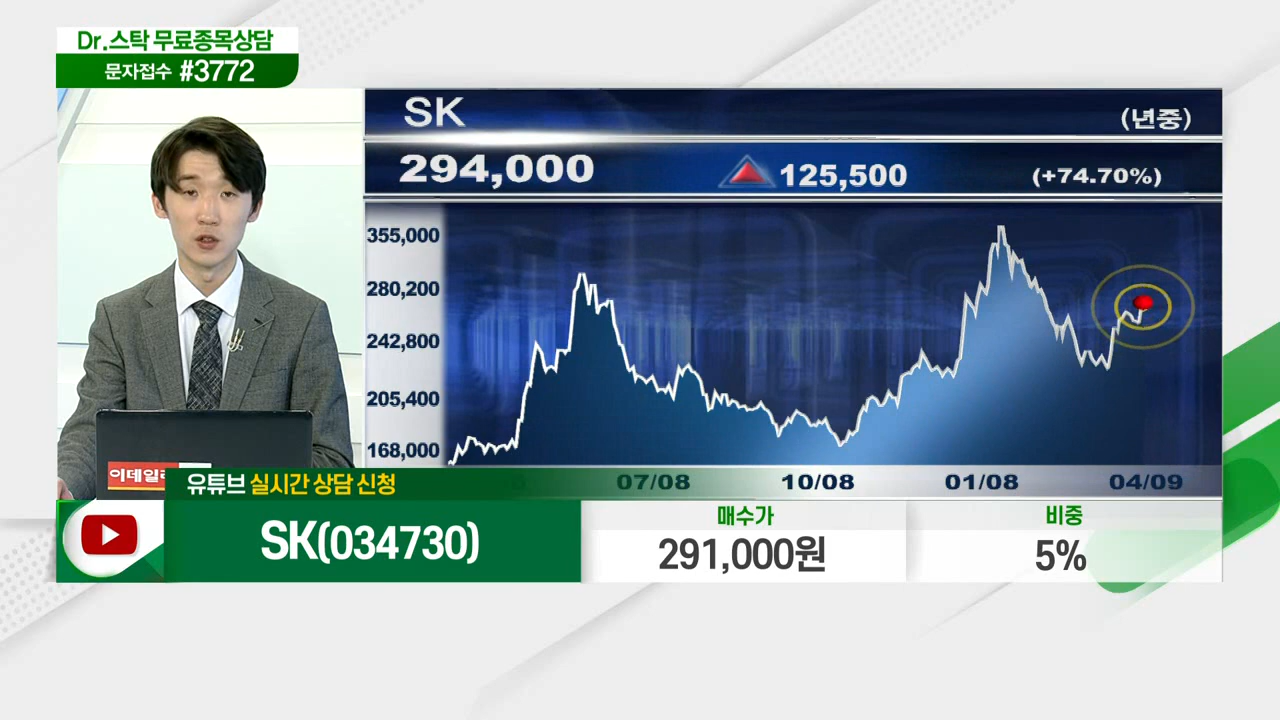 Dr.스탁 무료종목상담
문자접수 #3772
SK
(년중)
294,000
125,500
(+74.70%)
355,000
280,200
242,800
205,400
168,000
07/08
10/08
01/08
04/09
유튜브 실시간 상담 신청
SK(034730)
매수가
291,000원
비중
5%